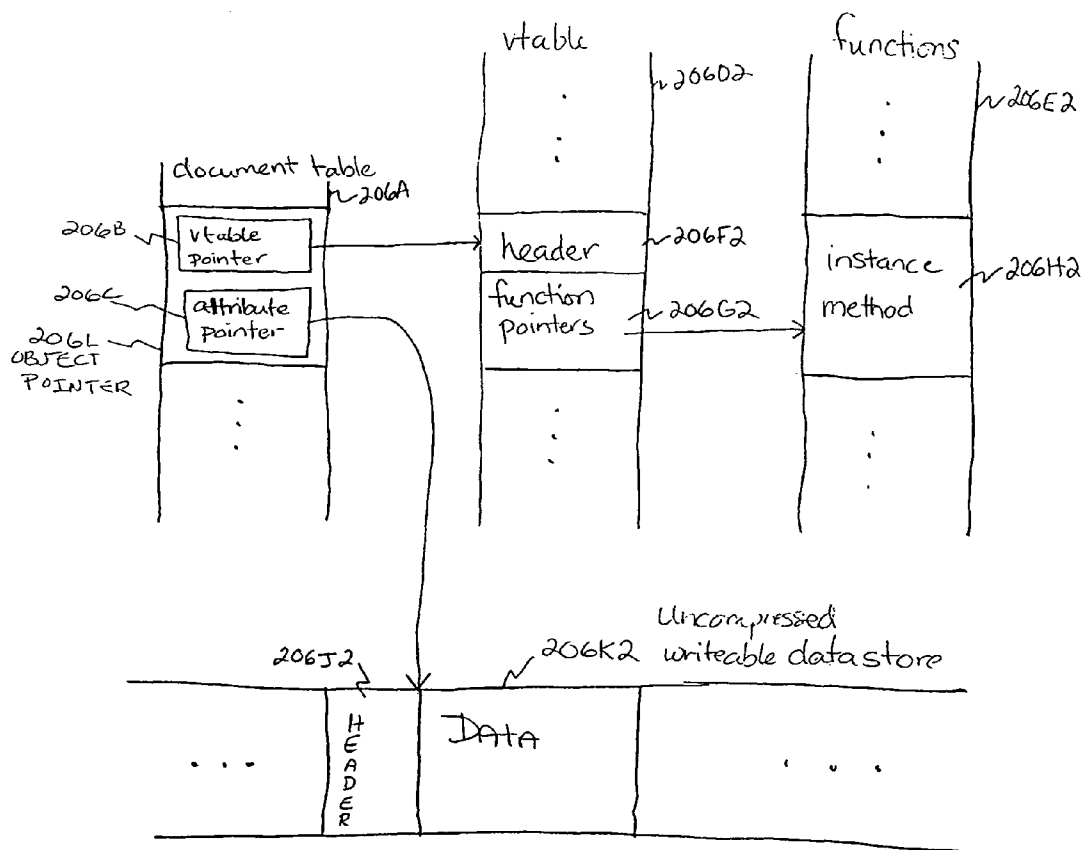 vtable
functions
206D2
206E2
document table
206A
206B
vtable
pointer
header
206F2
instance
method
206H2
206C
attribute
pointer
function
pointers
206G2
206L
OBJECT
POINTER
Uncompressed
writeable datastore
206J2
206K2
HEADER
DATA